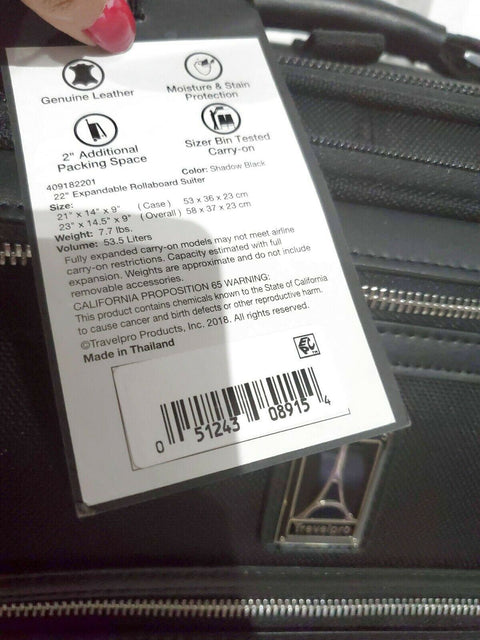 Genuine Leather
Moisture & Stain
Protection
2" Additional
Packing Space
Sizer Bin Tested
Carry-on
Color: Shadow Black
409182201
22" Expandable Rollaboard Suiter
Size:
21" x 14" x 9" (Case) 53 x 36 x 23 cm
23" x 14.5" x 9" (Overall) 58 x 37 x 23 cm
Weight: 7.7 lbs.
Volume: 53.5 Liters
Fully expanded carry-on models may not meet airline
carry-on restrictions. Capacity estimated with full
expansion. Weights are approximate and do not include
removable accessories.
CALIFORNIA PROPOSITION 65 WARNING:
This product contains chemicals known to the State of California
to cause cancer and birth defects or other reproductive harm.
©Travelpro Products, Inc. 2018. All rights reserved.
Made in Thailand
0 51243 08915 4
Travelpro